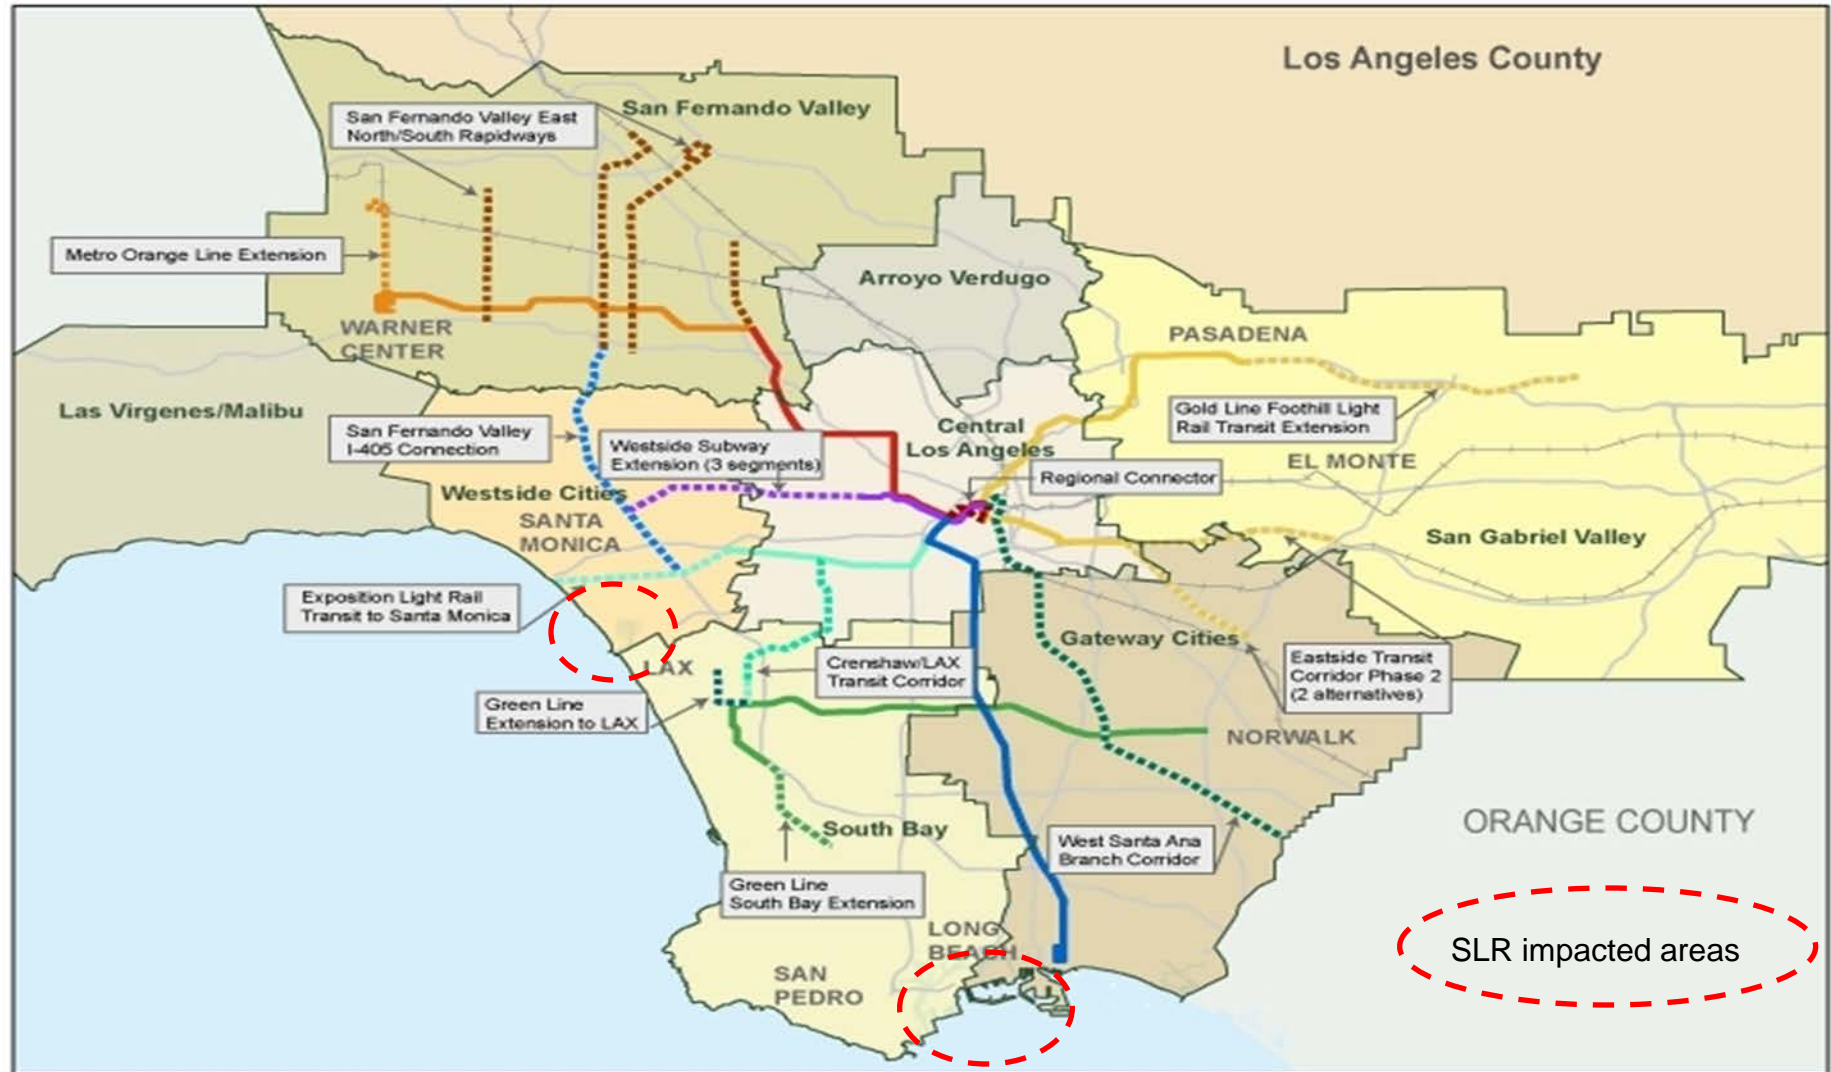 Los Angeles County
San Fernando Valley
San Fernando Valley East
North/South Rapidways
Metro Orange Line Extension
Arroyo Verdugo
WARNER
CENTER
PASADENA
Las Virgenes/Malibu
San Fernando Valley
I-405 Connection
Westside Subway
Extension (3 segments)
Central
Los Angeles
Gold Line Foothill Light
Rail Transit Extension
EL MONTE
Regional Connector
Westside Cities
SANTA
MONICA
San Gabriel Valley
Exposition Light Rail
Transit to Santa Monica
Gateway Cities
LAX
Crenshaw/LAX
Transit Corridor
Eastside Transit
Corridor Phase 2
(2 alternatives)
Green Line
Extension to LAX
NORWALK
ORANGE COUNTY
South Bay
West Santa Ana
Branch Corridor
Green Line
South Bay Extension
LONG
BEACH
SAN
PEDRO
SLR impacted areas